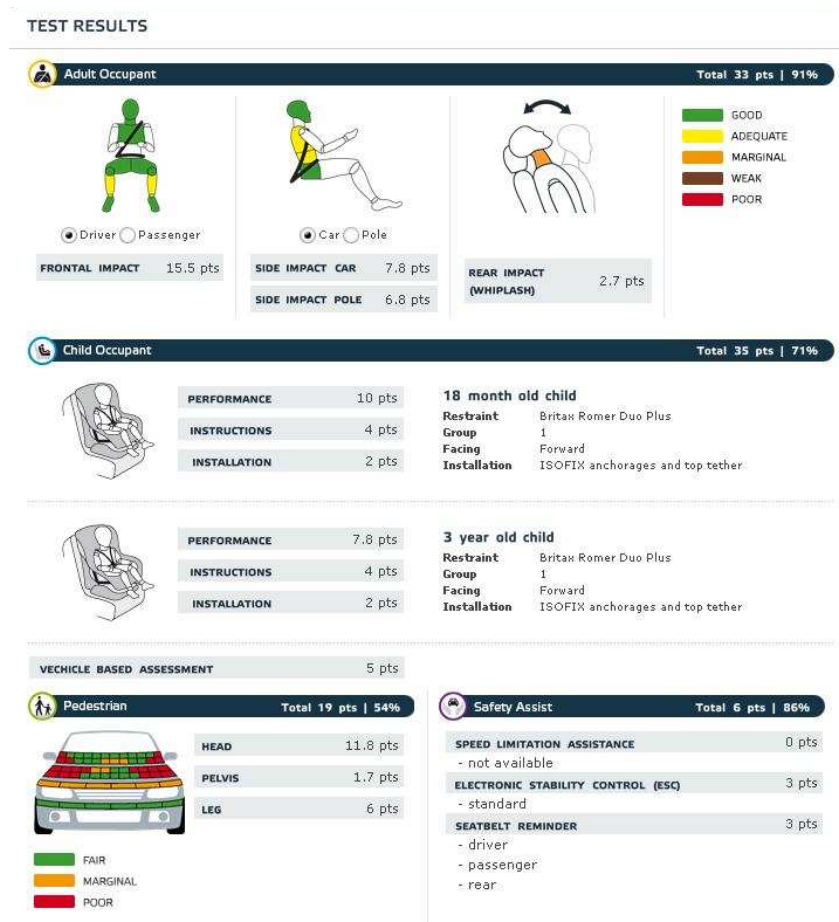 TEST RESULTS
Adult Occupant Total 33 pts | 91%
GOOD
ADEQUATE
MARGINAL
WEAK
POOR
Driver Passenger
Car Pole
FRONTAL IMPACT 15.5 pts
SIDE IMPACT CAR 7.8 pts
SIDE IMPACT POLE 6.8 pts
REAR IMPACT
(WHIPLASH) 2.7 pts
Child Occupant Total 35 pts | 71%
PERFORMANCE 10 pts
INSTRUCTIONS 4 pts
INSTALLATION 2 pts
18 month old child
Restraint Britax Romer Duo Plus
Group 1
Facing Forward
Installation ISOFIX anchorages and top tether
PERFORMANCE 7.8 pts
INSTRUCTIONS 4 pts
INSTALLATION 2 pts
3 year old child
Restraint Britax Romer Duo Plus
Group 1
Facing Forward
Installation ISOFIX anchorages and top tether
VECHICLE BASED ASSESSMENT 5 pts
Pedestrian Total 19 pts | 54%
HEAD 11.8 pts
PELVIS 1.7 pts
LEG 6 pts
FAIR
MARGINAL
POOR
Safety Assist Total 6 pts | 86%
SPEED LIMITATION ASSISTANCE 0 pts
- not available
ELECTRONIC STABILITY CONTROL (ESC) 3 pts
- standard
SEATBELT REMINDER 3 pts
- driver
- passenger
- rear